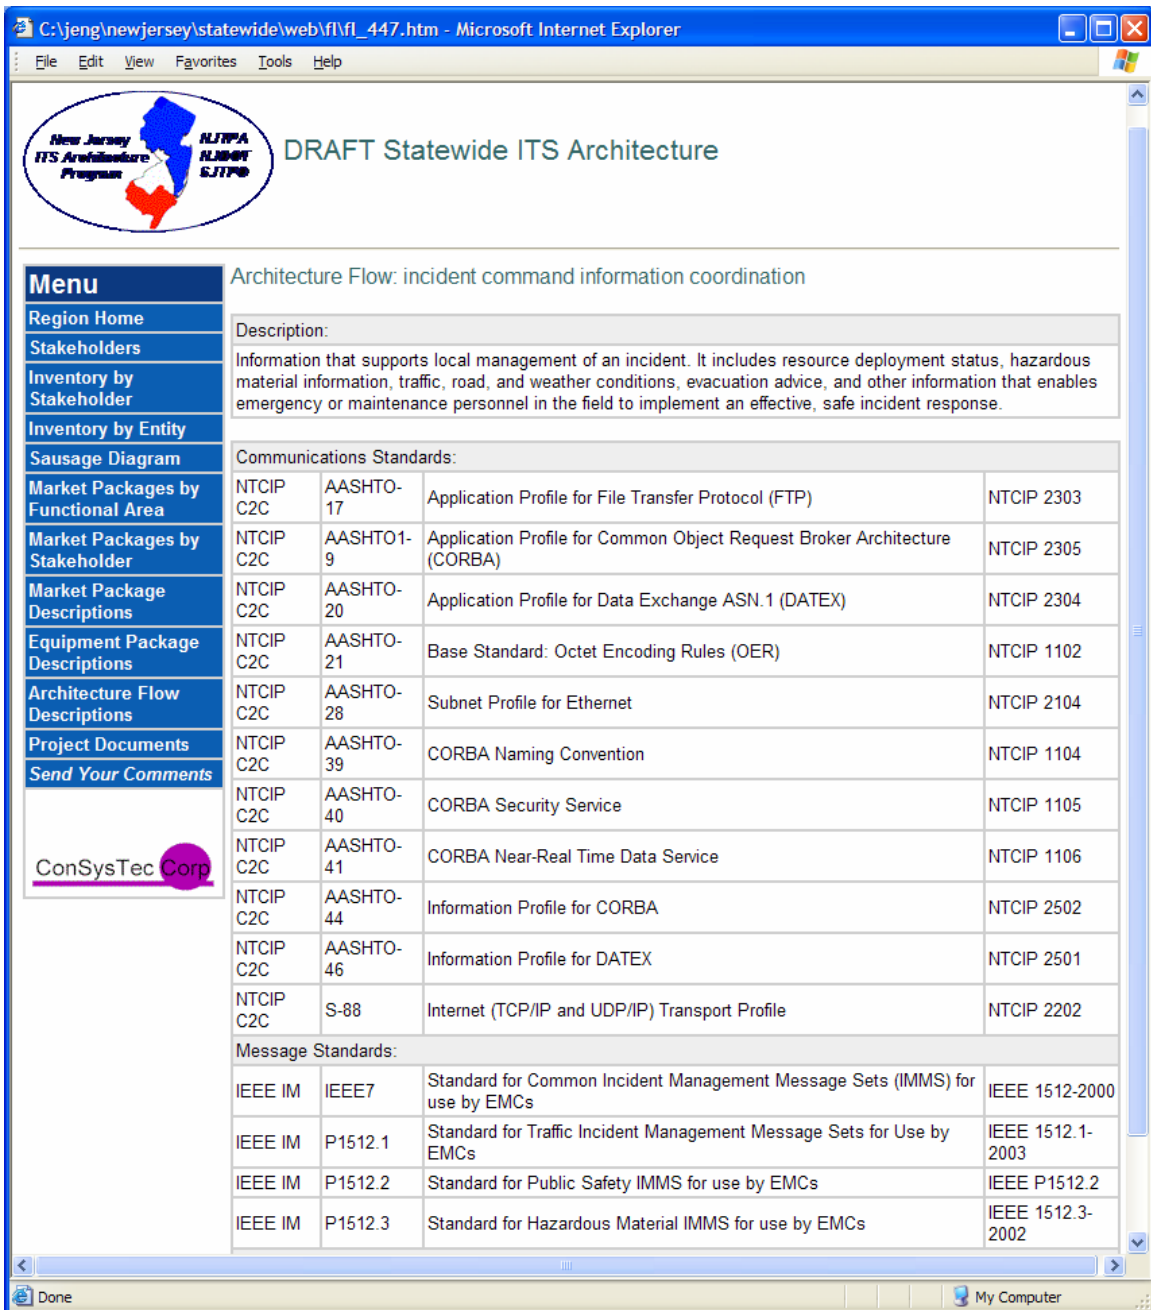 C:\jeng\newjersey\statewide\web\fl\fl_447.htm - Microsoft Internet Explorer
File Edit View Favorites Tools Help
New Jersey
ITS Architecture
Program
NJTPA
NJDOT
SJTPO
DRAFT Statewide ITS Architecture
Menu
Region Home
Stakeholders
Inventory by
Stakeholder
Inventory by Entity
Sausage Diagram
Market Packages by
Functional Area
Market Packages by
Stakeholder
Market Package
Descriptions
Equipment Package
Descriptions
Architecture Flow
Descriptions
Project Documents
Send Your Comments
ConSysTec Corp
Architecture Flow: incident command information coordination
Description:
Information that supports local management of an incident. It includes resource deployment status, hazardous
material information, traffic, road, and weather conditions, evacuation advice, and other information that enables
emergency or maintenance personnel in the field to implement an effective, safe incident response.
Communications Standards:
NTCIP C2C AASHTO-17 Application Profile for File Transfer Protocol (FTP) NTCIP 2303
NTCIP C2C AASHTO1-9 Application Profile for Common Object Request Broker Architecture (CORBA) NTCIP 2305
NTCIP C2C AASHTO-20 Application Profile for Data Exchange ASN.1 (DATEX) NTCIP 2304
NTCIP C2C AASHTO-21 Base Standard: Octet Encoding Rules (OER) NTCIP 1102
NTCIP C2C AASHTO-28 Subnet Profile for Ethernet NTCIP 2104
NTCIP C2C AASHTO-39 CORBA Naming Convention NTCIP 1104
NTCIP C2C AASHTO-40 CORBA Security Service NTCIP 1105
NTCIP C2C AASHTO-41 CORBA Near-Real Time Data Service NTCIP 1106
NTCIP C2C AASHTO-44 Information Profile for CORBA NTCIP 2502
NTCIP C2C AASHTO-46 Information Profile for DATEX NTCIP 2501
NTCIP C2C S-88 Internet (TCP/IP and UDP/IP) Transport Profile NTCIP 2202
Message Standards:
IEEE IM IEEE7 Standard for Common Incident Management Message Sets (IMMS) for use by EMCs IEEE 1512-2000
IEEE IM P1512.1 Standard for Traffic Incident Management Message Sets for Use by EMCs IEEE 1512.1-2003
IEEE IM P1512.2 Standard for Public Safety IMMS for use by EMCs IEEE P1512.2
IEEE IM P1512.3 Standard for Hazardous Material IMMS for use by EMCs IEEE 1512.3-2002
Done
My Computer